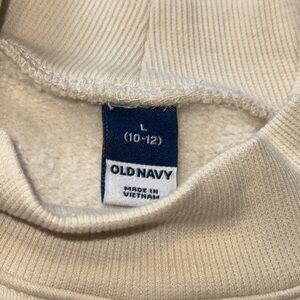 L
(10-12)
OLD NAVY
MADE IN
VIETNAM